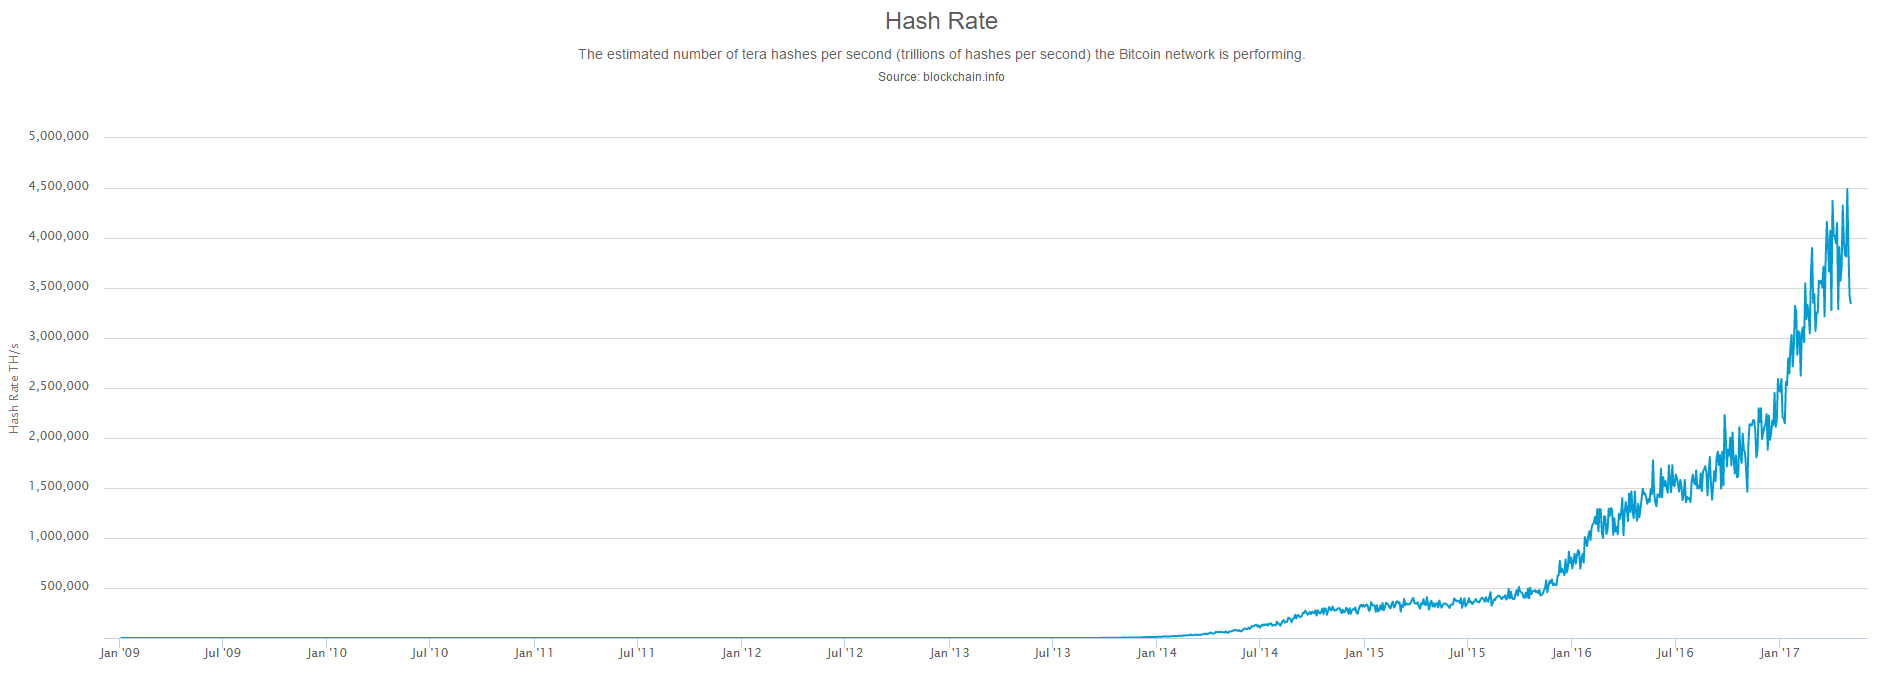 Hash Rate
The estimated number of tera hashes per second (trillions of hashes per second) the Bitcoin network is performing.
Source: blockchain.info
5,000,000
4,500,000
4,000,000
3,500,000
3,000,000
2,500,000
2,000,000
1,500,000
1,000,000
500,000
Hash Rate TH/s
Jan '09 Jul '09 Jan '10 Jul '10 Jan '11 Jul '11 Jan '12 Jul '12 Jan '13 Jul '13 Jan '14 Jul '14 Jan '15 Jul '15 Jan '16 Jul '16 Jan '17